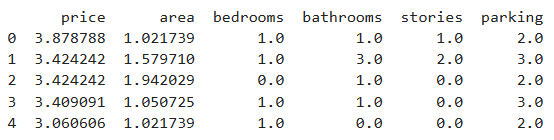 price area bedrooms bathrooms stories parking
0 3.878788 1.021739 1.0 1.0 1.0 2.0
1 3.424242 1.579710 1.0 3.0 2.0 3.0
2 3.424242 1.942029 0.0 1.0 0.0 2.0
3 3.409091 1.050725 1.0 1.0 0.0 3.0
4 3.060606 1.021739 1.0 0.0 0.0 2.0